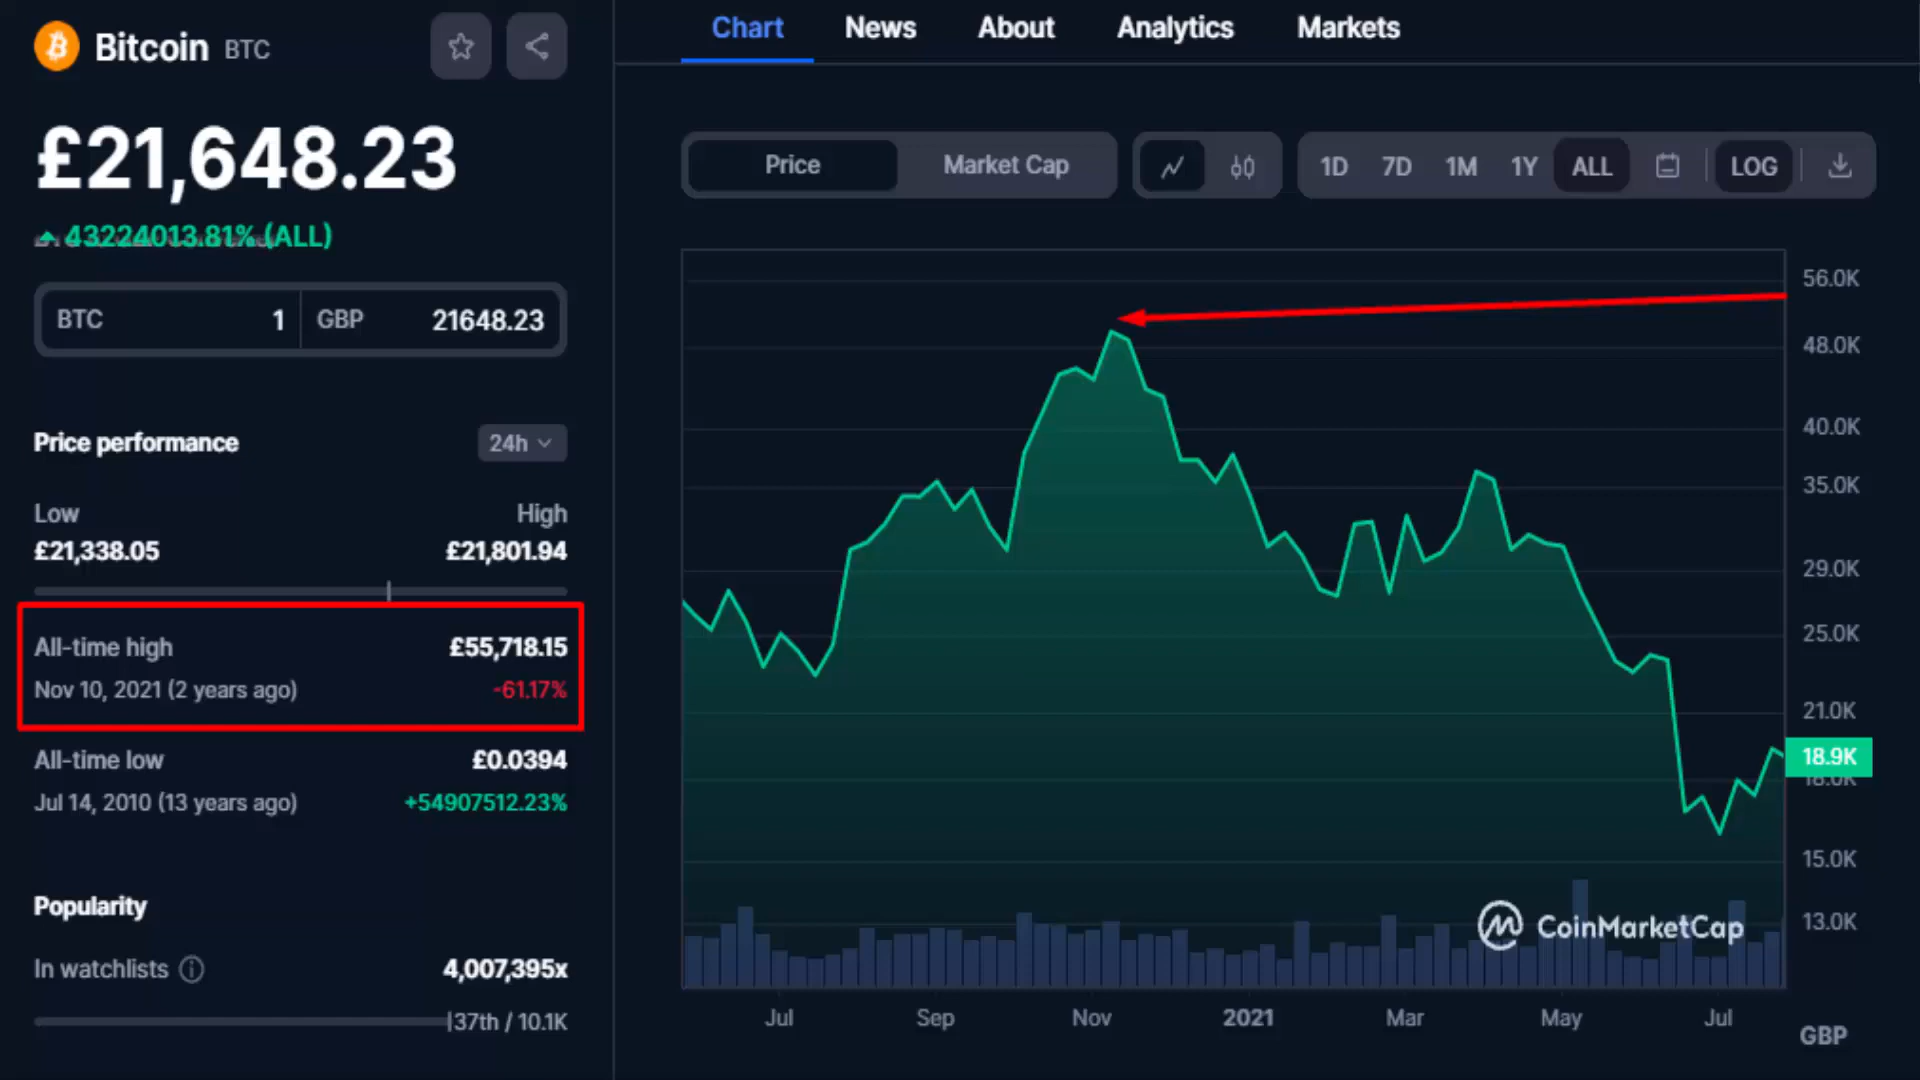 Bitcoin BTC
£21,648.23
43224013.81% (ALL)
BTC 1 GBP 21648.23
Price performance 24h
Low High
£21,338.05 £21,801.94
All-time high £55,718.15
Nov 10, 2021 (2 years ago) -61.17%
All-time low £0.0394
Jul 14, 2010 (13 years ago) +54907512.23%
Popularity
In watchlists 4,007,395x
37th / 10.1K
Chart News About Analytics Markets
Price Market Cap 1D 7D 1M 1Y ALL LOG
56.0K
48.0K
40.0K
35.0K
29.0K
25.0K
21.0K
18.9K
18.0K
15.0K
13.0K
CoinMarketCap
Jul Sep Nov 2021 Mar May Jul
GBP